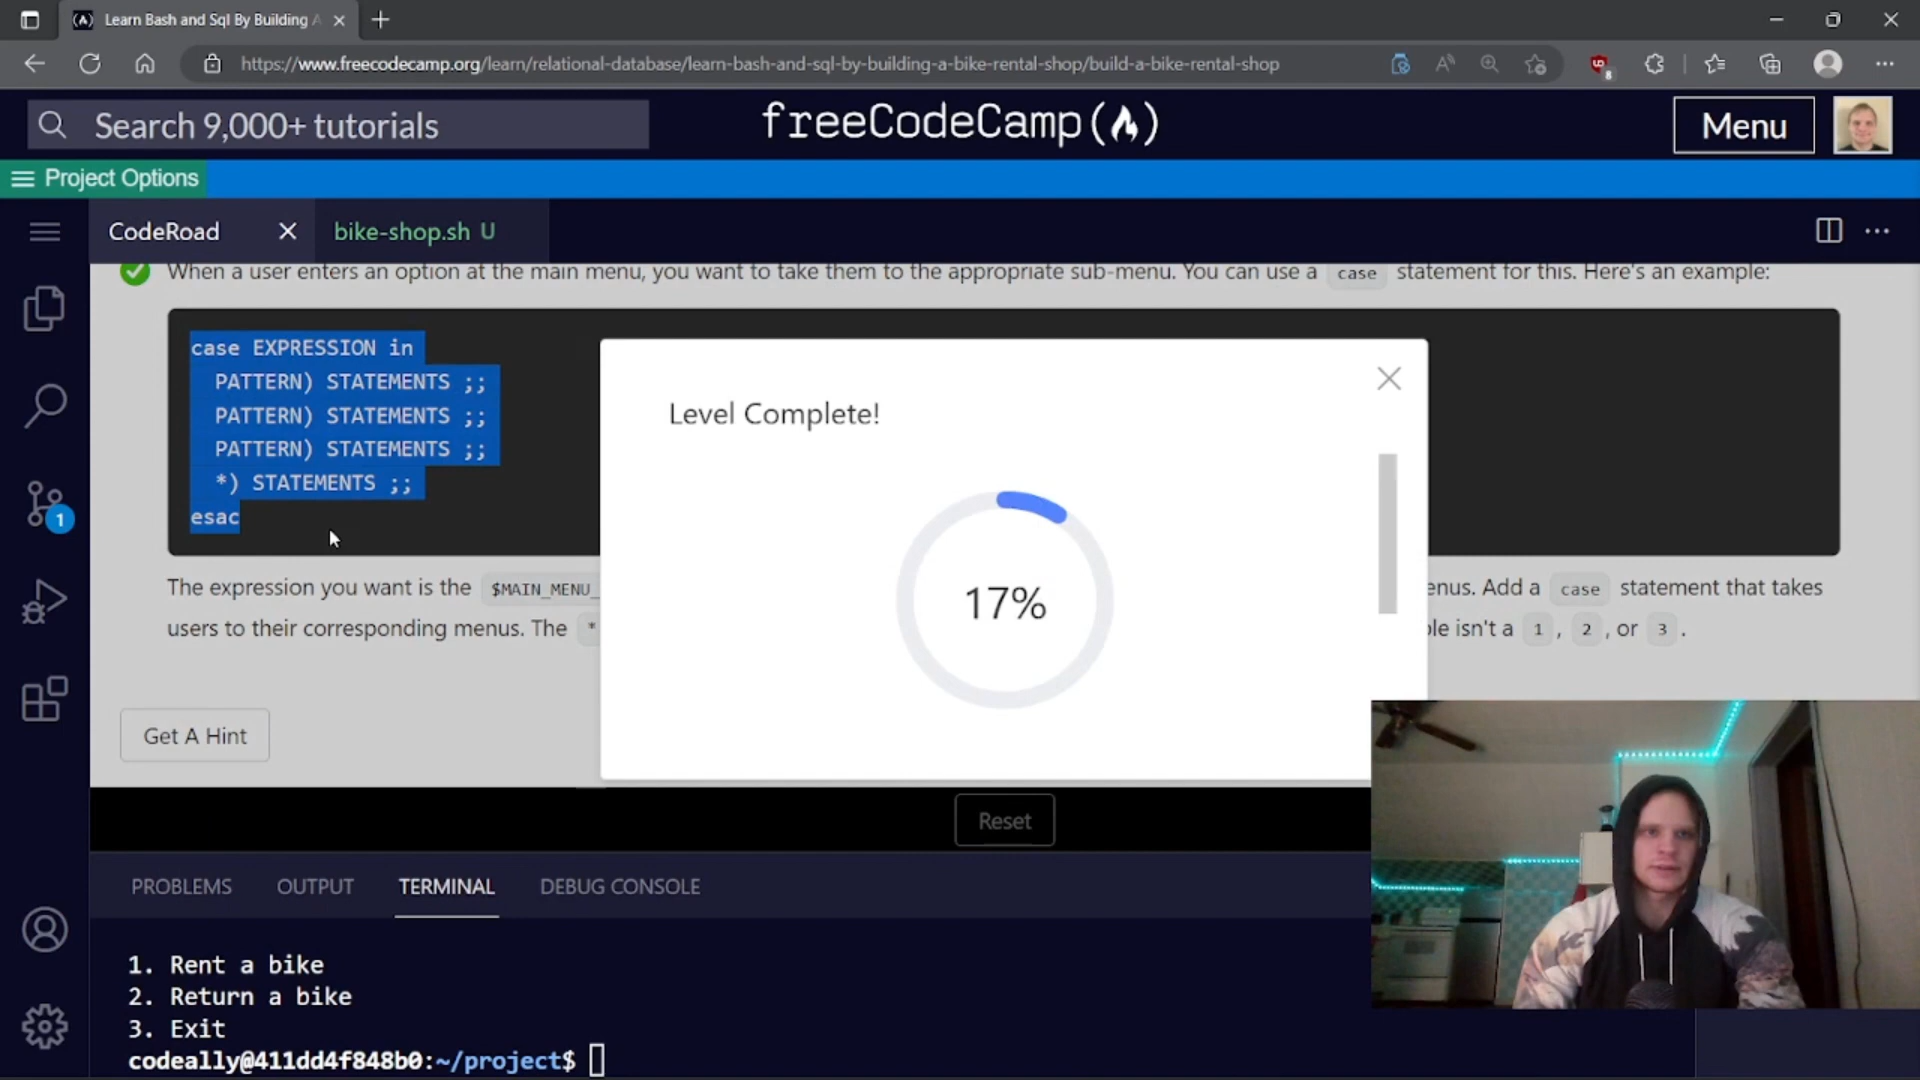 Learn Bash and Sql By Building A
https://www.freecodecamp.org/learn/relational-database/learn-bash-and-sql-by-building-a-bike-rental-shop/build-a-bike-rental-shop
8
Search 9,000+ tutorials
freeCodeCamp
Menu
Project Options
CodeRoad
bike-shop.sh U
When a user enters an option at the main menu, you want to take them to the appropriate sub-menu. You can use a case statement for this. Here's an example:
case EXPRESSION in
PATTERN) STATEMENTS ;;
PATTERN) STATEMENTS ;;
PATTERN) STATEMENTS ;;
*) STATEMENTS ;;
esac
Level Complete!
17%
1
The expression you want is the $MAIN_MENU_ enus. Add a case statement that takes
users to their corresponding menus. The * le isn't a 1, 2, or 3.
Get A Hint
Reset
PROBLEMS OUTPUT TERMINAL DEBUG CONSOLE
1. Rent a bike
2. Return a bike
3. Exit
codeally@411dd4f848b0:~/project$